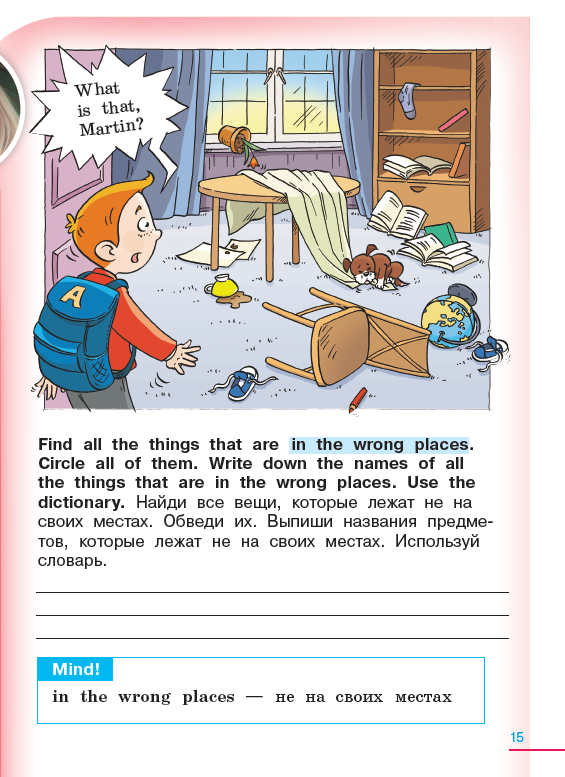 What
is that,
Martin?
A
Find all the things that are in the wrong places.
Circle all of them. Write down the names of all
the things that are in the wrong places. Use the
dictionary. Найди все вещи, которые лежат не на
своих местах. Обведи их. Выпиши названия предме-
тов, которые лежат не на своих местах. Используй
словарь.
Mind!
in the wrong places — не на своих местах
15